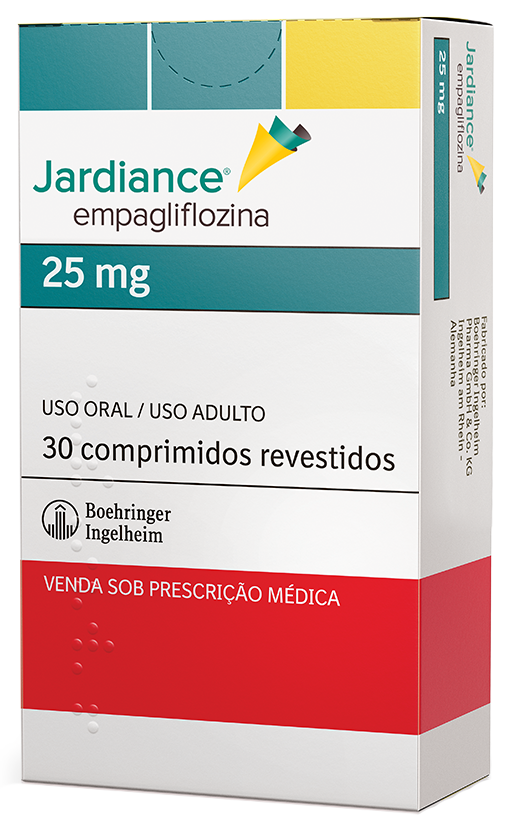 Jardiance®
empagliflozina
25 mg
USO ORAL / USO ADULTO
30 comprimidos revestidos
Boehringer
Ingelheim
VENDA SOB PRESCRIÇÃO MÉDICA
Jardiance®
empagliflozina
25 mg
Fabricado por:
Boehringer Ingelheim
Pharma GmbH & Co. KG
Ingelheim am Rhein -
Alemanha